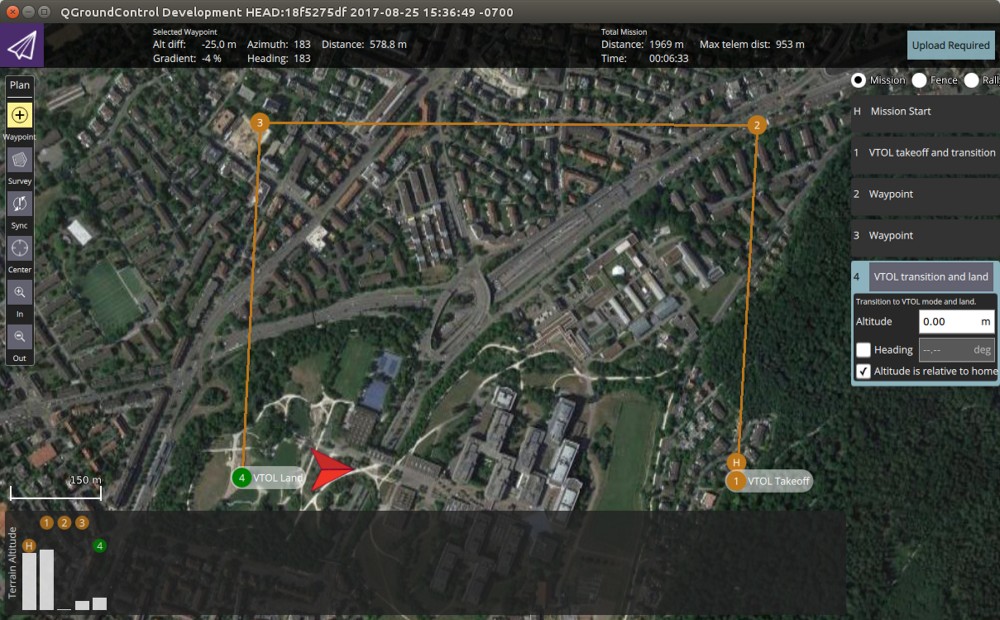 QGroundControl Development HEAD:18f5275df 2017-08-25 15:36:49 -0700
Selected Waypoint
Alt diff: -25.0 m Azimuth: 183 Distance: 578.8 m
Gradient: -4 % Heading: 183
Total Mission
Distance: 1969 m Max telem dist: 953 m
Time: 00:06:33
Upload Required
Plan
Waypoint
Survey
Sync
Center
In
Out
Mission Fence Rall
H Mission Start
1 VTOL takeoff and transition
2 Waypoint
3 Waypoint
4 VTOL transition and land
Transition to VTOL mode and land.
Altitude 0.00 m
Heading --.-- deg
Altitude is relative to home
3
2
4 VTOL Land
H
1 VTOL Takeoff
150 m
Terrain Altitude
1 2 3
H 4